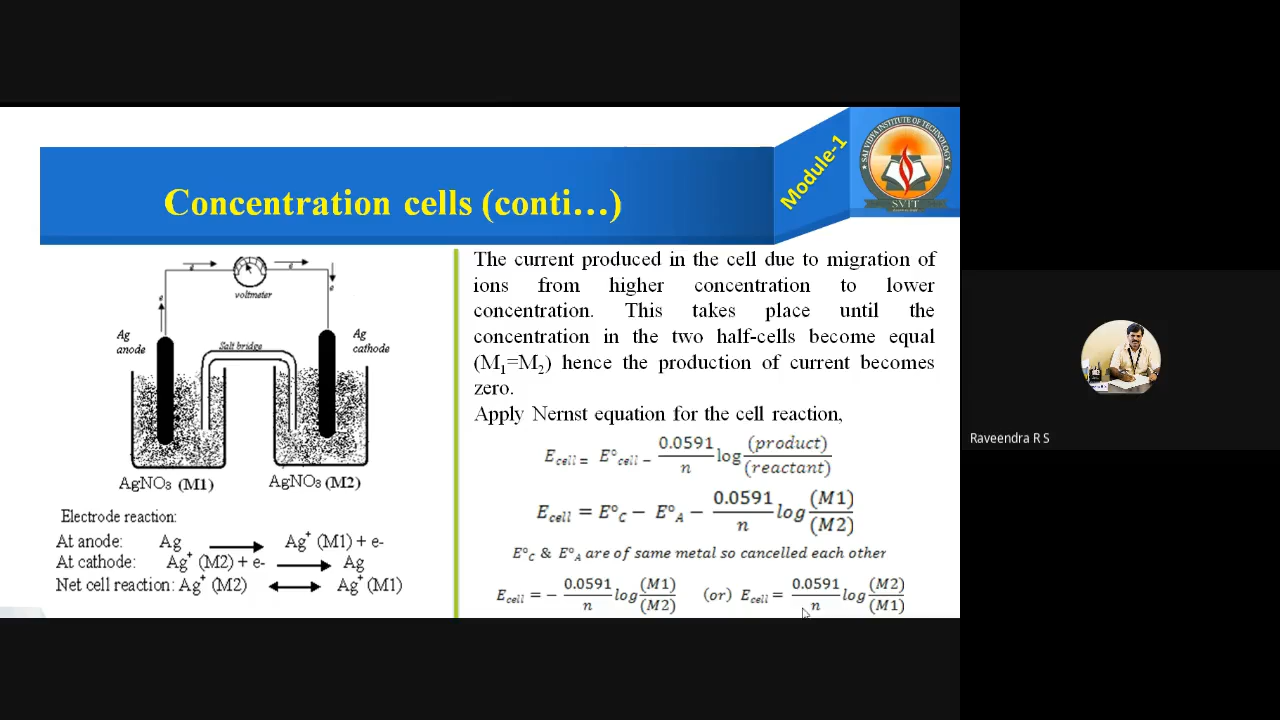 Module-1
SAI VIDYA INSTITUTE OF TECHNOLOGY
SVIT
Concentration cells (conti...)
e
e
voltmeter
e
e
Ag
anode
Salt bridge
Ag
cathode
AgNO₃ (M1)
AgNO₃ (M2)
Electrode reaction:
At anode: Ag ⟶ Ag⁺ (M1) + e-
At cathode: Ag⁺ (M2) + e- ⟶ Ag
Net cell reaction: Ag⁺ (M2) ⟷ Ag⁺ (M1)
The current produced in the cell due to migration of
ions from higher concentration to lower
concentration. This takes place until the
concentration in the two half-cells become equal
(M₁=M₂) hence the production of current becomes
zero.
Apply Nernst equation for the cell reaction,
E cell = E° cell − 0.0591/n log (product)/(reactant)
E cell = E°C − E°A − 0.0591/n log (M1)/(M2)
E°C & E°A are of same metal so cancelled each other
E cell = − 0.0591/n log (M1)/(M2) (or) E cell = 0.0591/n log (M2)/(M1)
Raveendra R S